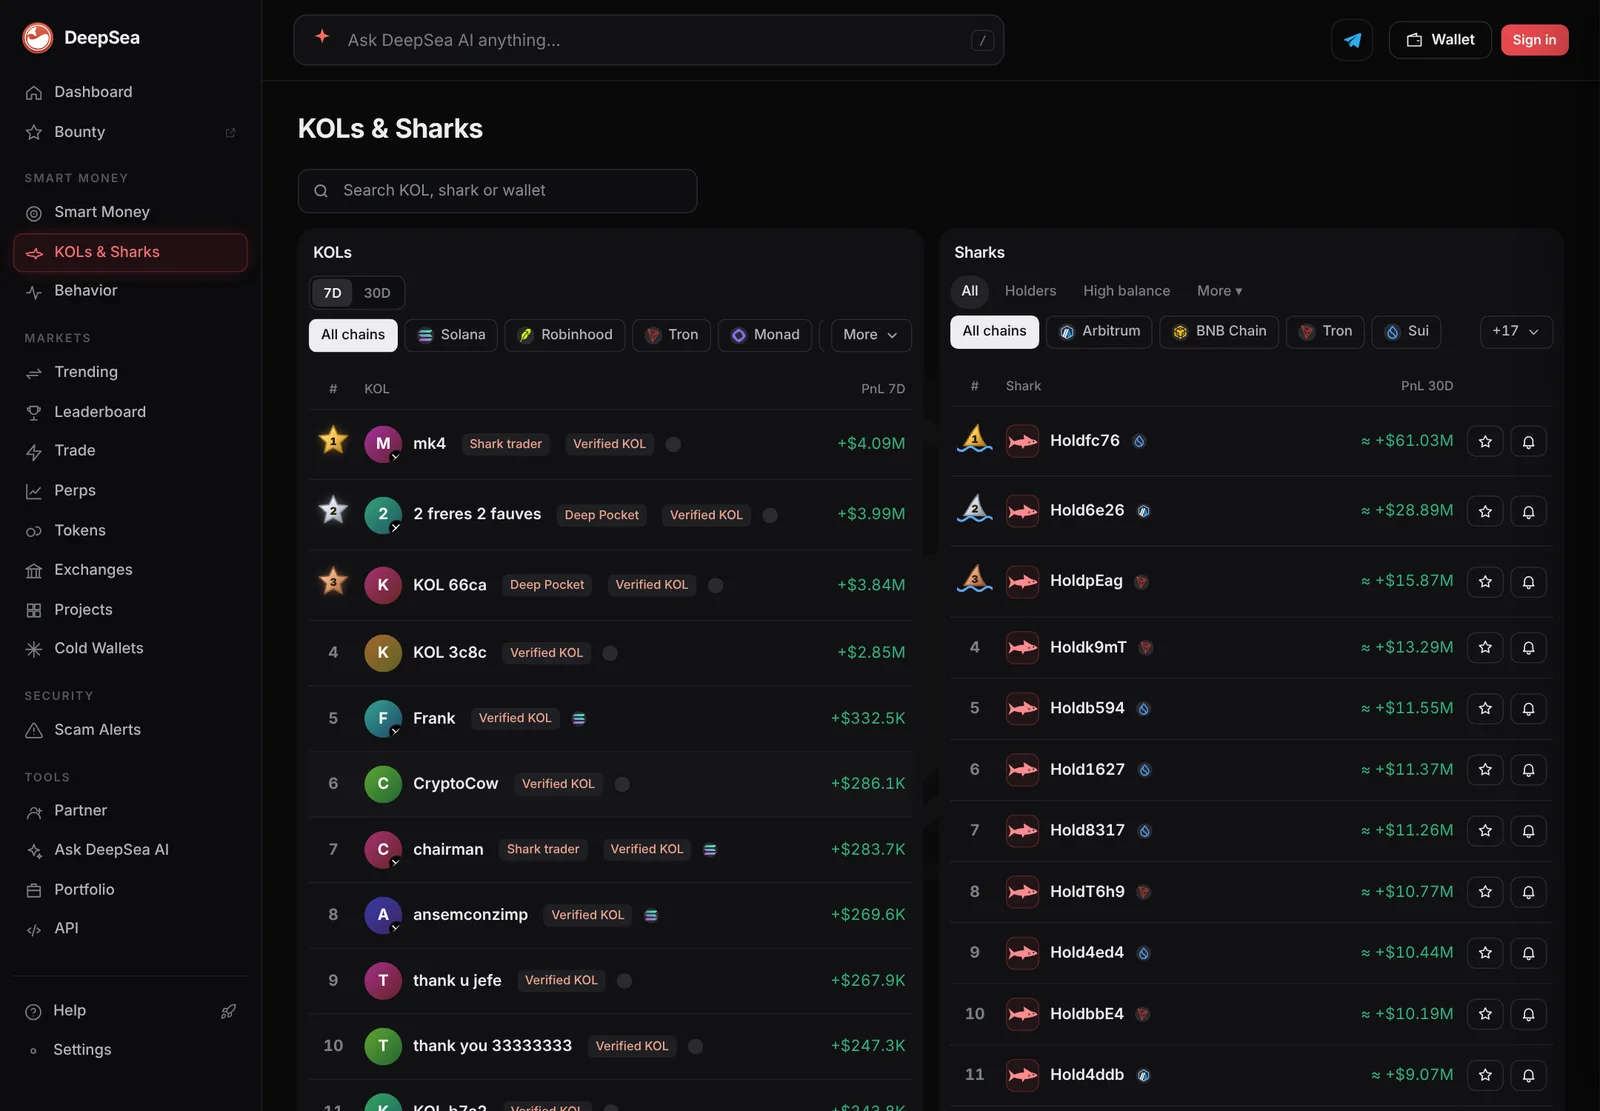 DeepSea
Ask DeepSea AI anything...
/
Wallet
Sign in
Dashboard
Bounty
SMART MONEY
Smart Money
KOLs & Sharks
Behavior
MARKETS
Trending
Leaderboard
Trade
Perps
Tokens
Exchanges
Projects
Cold Wallets
SECURITY
Scam Alerts
TOOLS
Partner
Ask DeepSea AI
Portfolio
API
Help
Settings
KOLs & Sharks
Search KOL, shark or wallet
KOLs
7D 30D
All chains Solana Robinhood Tron Monad More
# KOL PnL 7D
1 M mk4 Shark trader Verified KOL +$4.09M
2 2 2 freres 2 fauves Deep Pocket Verified KOL +$3.99M
3 K KOL 66ca Deep Pocket Verified KOL +$3.84M
4 K KOL 3c8c Verified KOL +$2.85M
5 F Frank Verified KOL +$332.5K
6 C CryptoCow Verified KOL +$286.1K
7 C chairman Shark trader Verified KOL +$283.7K
8 A ansemconzimp Verified KOL +$269.6K
9 T thank u jefe Verified KOL +$267.9K
10 T thank you 33333333 Verified KOL +$247.3K
11 K KOL b7a2 Verified KOL +$243.8K
Sharks
All Holders High balance More ▾
All chains Arbitrum BNB Chain Tron Sui +17
# Shark PnL 30D
1 Holdfc76 ≈ +$61.03M
2 Hold6e26 ≈ +$28.89M
3 HoldpEag ≈ +$15.87M
4 Holdk9mT ≈ +$13.29M
5 Holdb594 ≈ +$11.55M
6 Hold1627 ≈ +$11.37M
7 Hold8317 ≈ +$11.26M
8 HoldT6h9 ≈ +$10.77M
9 Hold4ed4 ≈ +$10.44M
10 HoldbbE4 ≈ +$10.19M
11 Hold4ddb ≈ +$9.07M